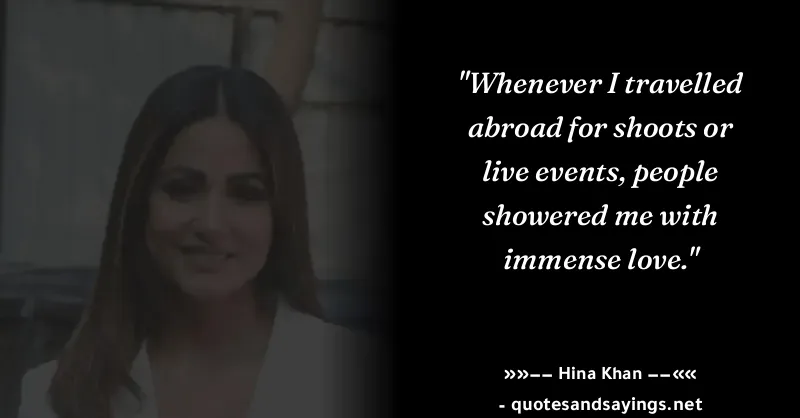 "Whenever I travelled
abroad for shoots or
live events, people
showered me with
immense love."
»»–– Hina Khan ––««
- quotesandsayings.net